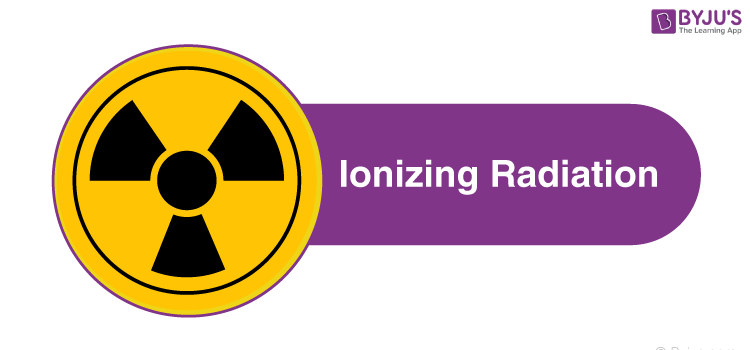 BYJU'S
The Learning App
Ionizing Radiation